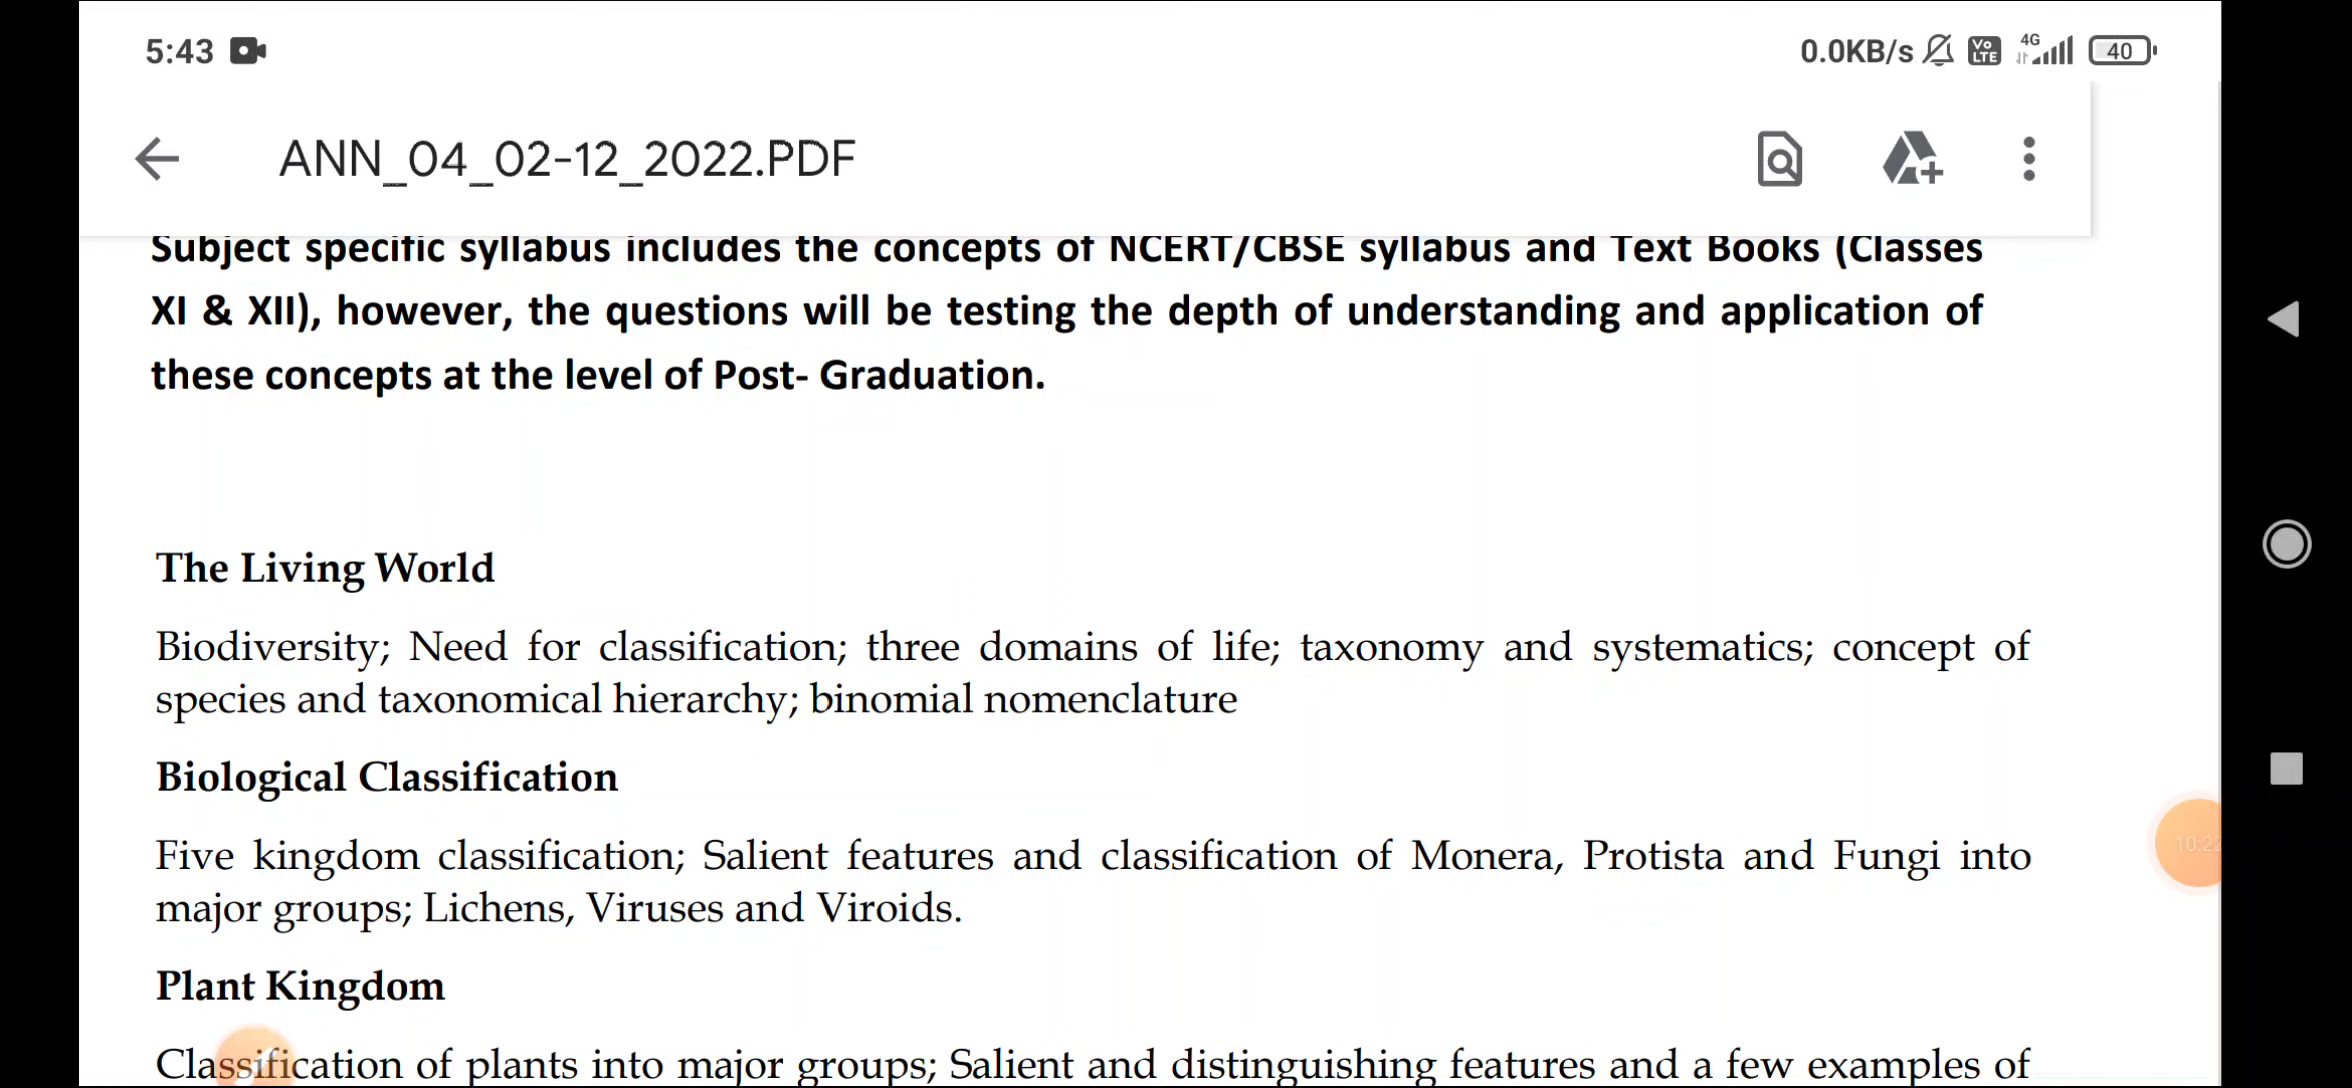 5:43
0.0KB/s Vo LTE 4G 40
ANN_04_02-12_2022.PDF
Subject specific syllabus includes the concepts of NCERT/CBSE syllabus and Text Books (Classes
XI & XII), however, the questions will be testing the depth of understanding and application of
these concepts at the level of Post- Graduation.
The Living World
Biodiversity; Need for classification; three domains of life; taxonomy and systematics; concept of
species and taxonomical hierarchy; binomial nomenclature
Biological Classification
Five kingdom classification; Salient features and classification of Monera, Protista and Fungi into
major groups; Lichens, Viruses and Viroids.
Plant Kingdom
Classification of plants into major groups; Salient and distinguishing features and a few examples of